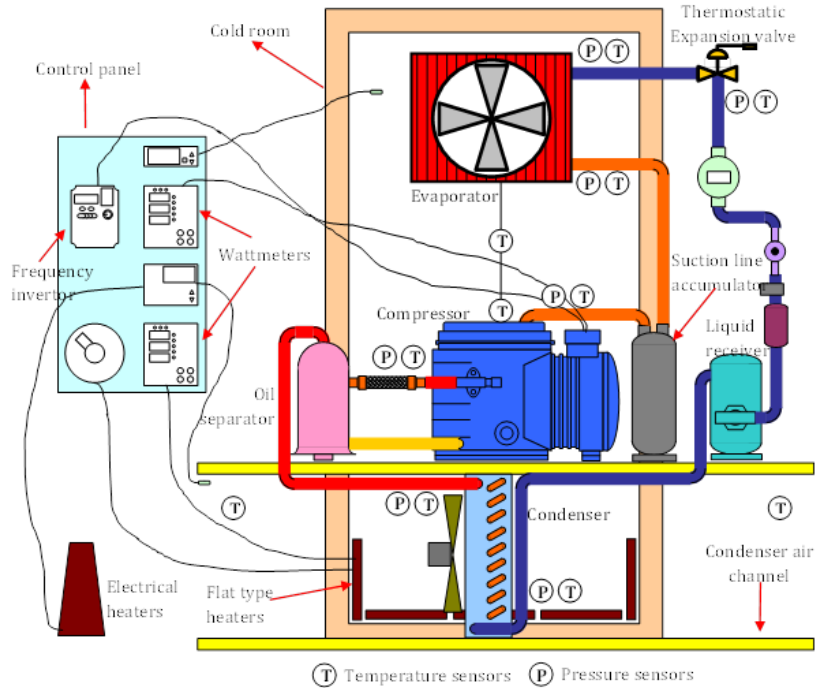 Thermostatic
Expansion valve
Cold room
Control panel
P T
P T
Evaporator
P T
Frequency
invertor
Wattmeters
T
Suction line
accumulator
P T
T
Compressor
Liquid
receiver
P T
Oil
separator
T
P T
Condenser
T
Condenser air
channel
Electrical
heaters
Flat type
heaters
P T
T Temperature sensors
P Pressure sensors